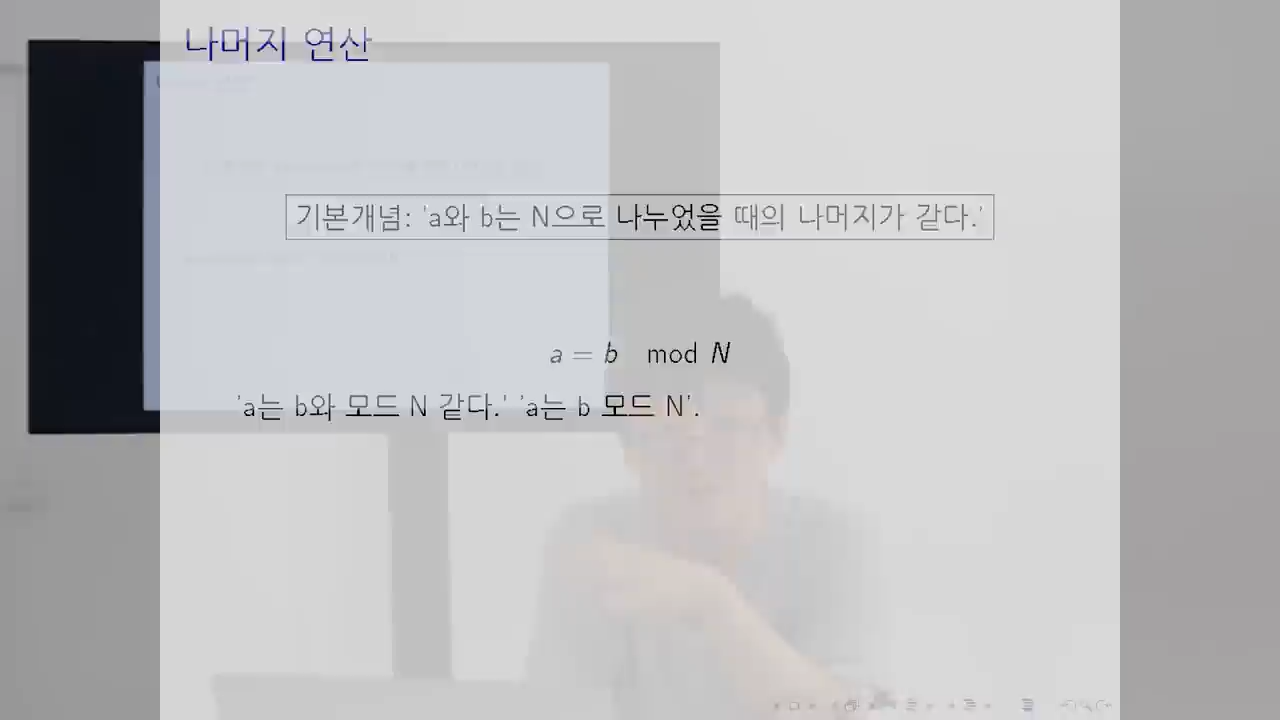 나머지 연산
기본개념: 'a와 b는 N으로 나누었을 때의 나머지가 같다.'
a = b mod N
'a는 b와 모드 N 같다.' 'a는 b 모드 N'.